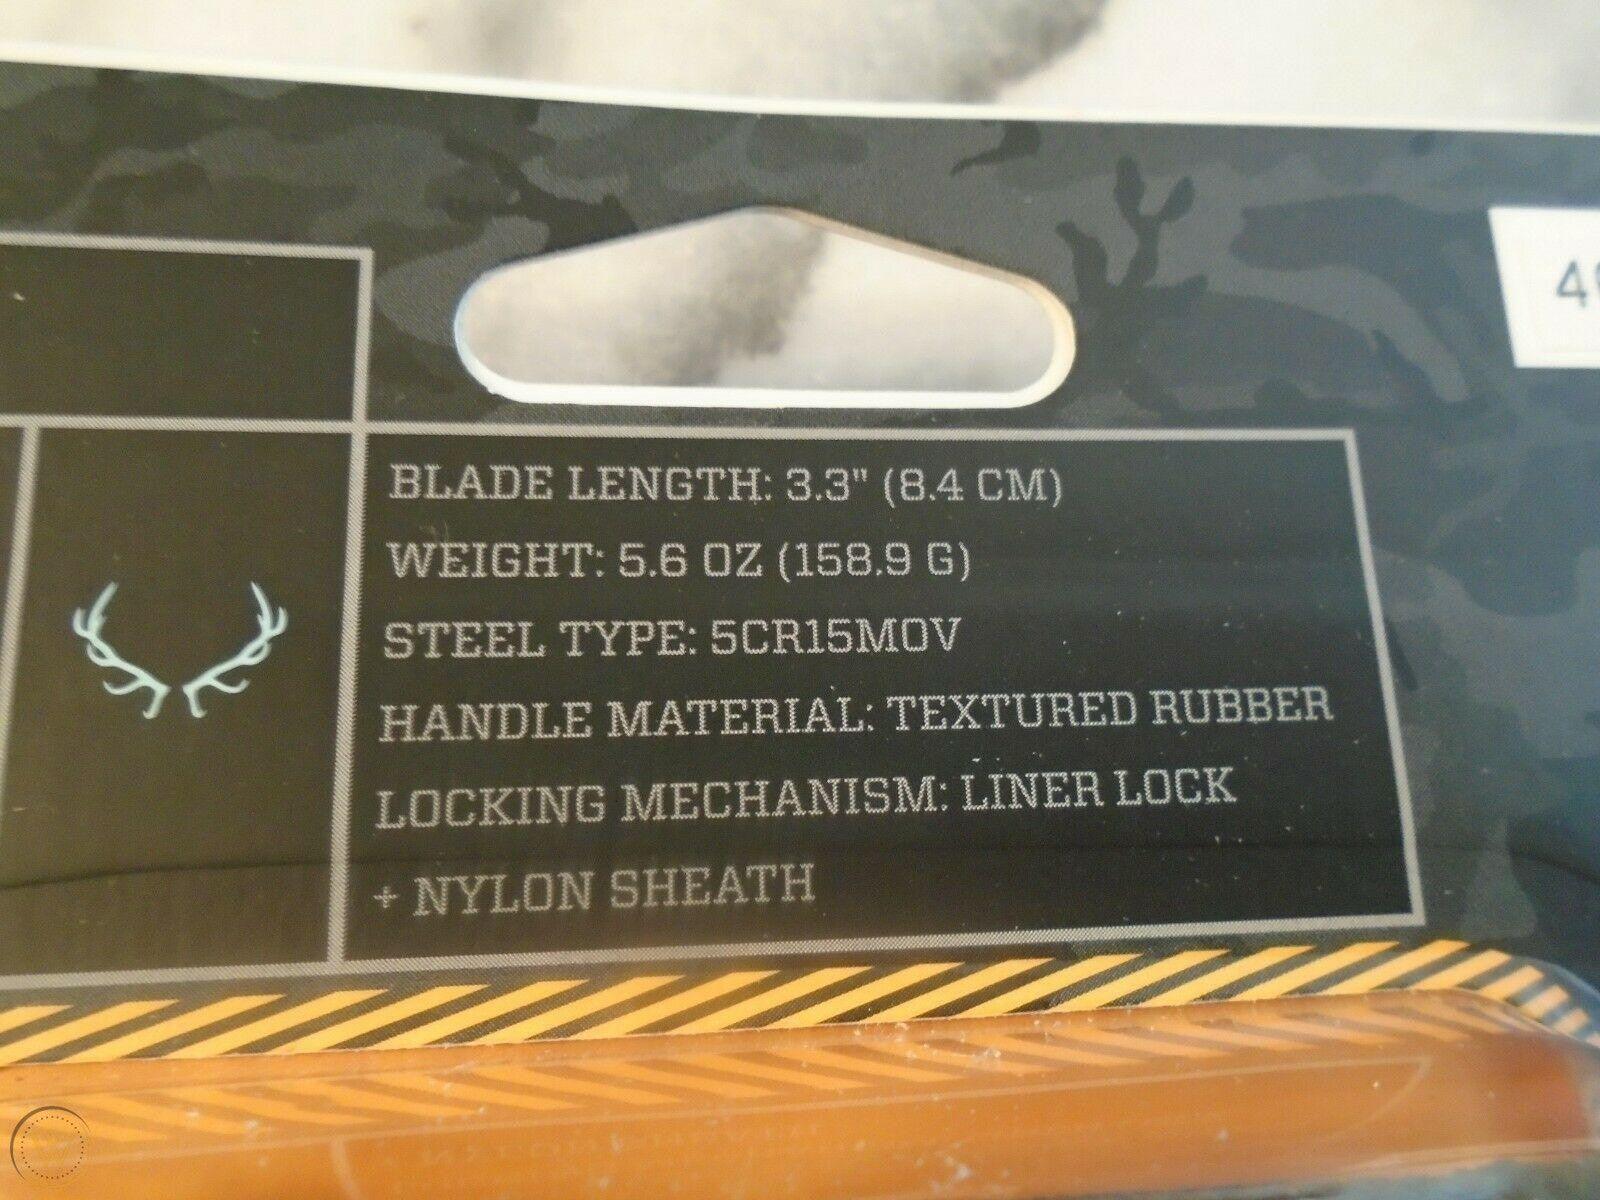 BLADE LENGTH: 3.3" (8.4 CM)
WEIGHT: 5.6 OZ (158.9 G)
STEEL TYPE: 5CR15MOV
HANDLE MATERIAL: TEXTURED RUBBER
LOCKING MECHANISM: LINER LOCK
+ NYLON SHEATH